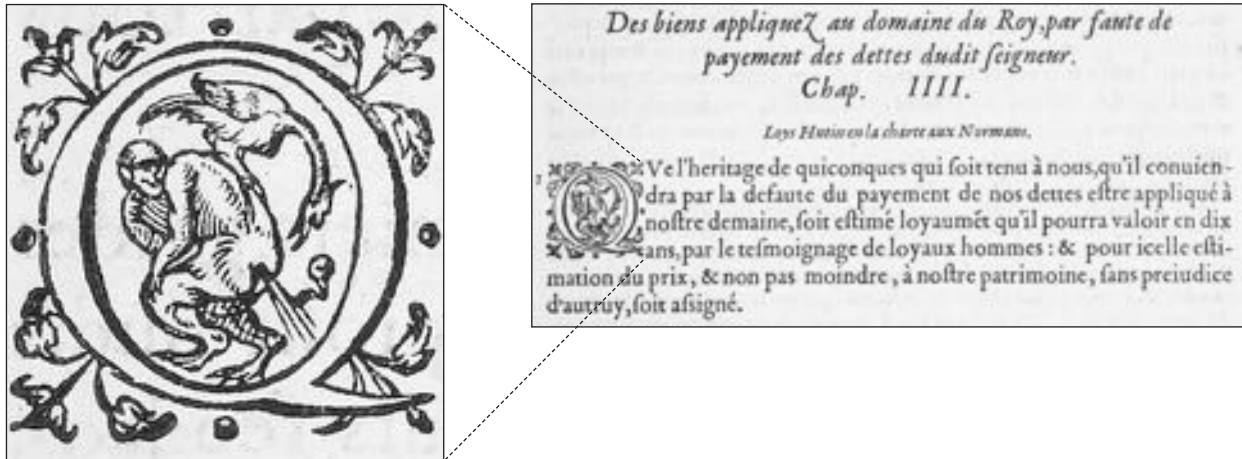 Des biens appliqueZ au domaine du Roy, par faute de
payement des dettes dudit ſeigneur.
Chap. IIII.
Loys Hutin en la charte aux Normans.
QVe l'heritage de quiconques qui ſoit tenu à nous, qu'il conuien-
dra par la defaute du payement de nos dettes eſtre appliqué à
noſtre demaine, ſoit eſtimé loyaumẽt qu'il pourra valoir en dix
ans, par le teſmoignage de loyaux hommes : & pour icelle eſti-
mation du prix, & non pas moindre, à noſtre patrimoine, ſans preiudice
d'autruy, ſoit aſsigné.